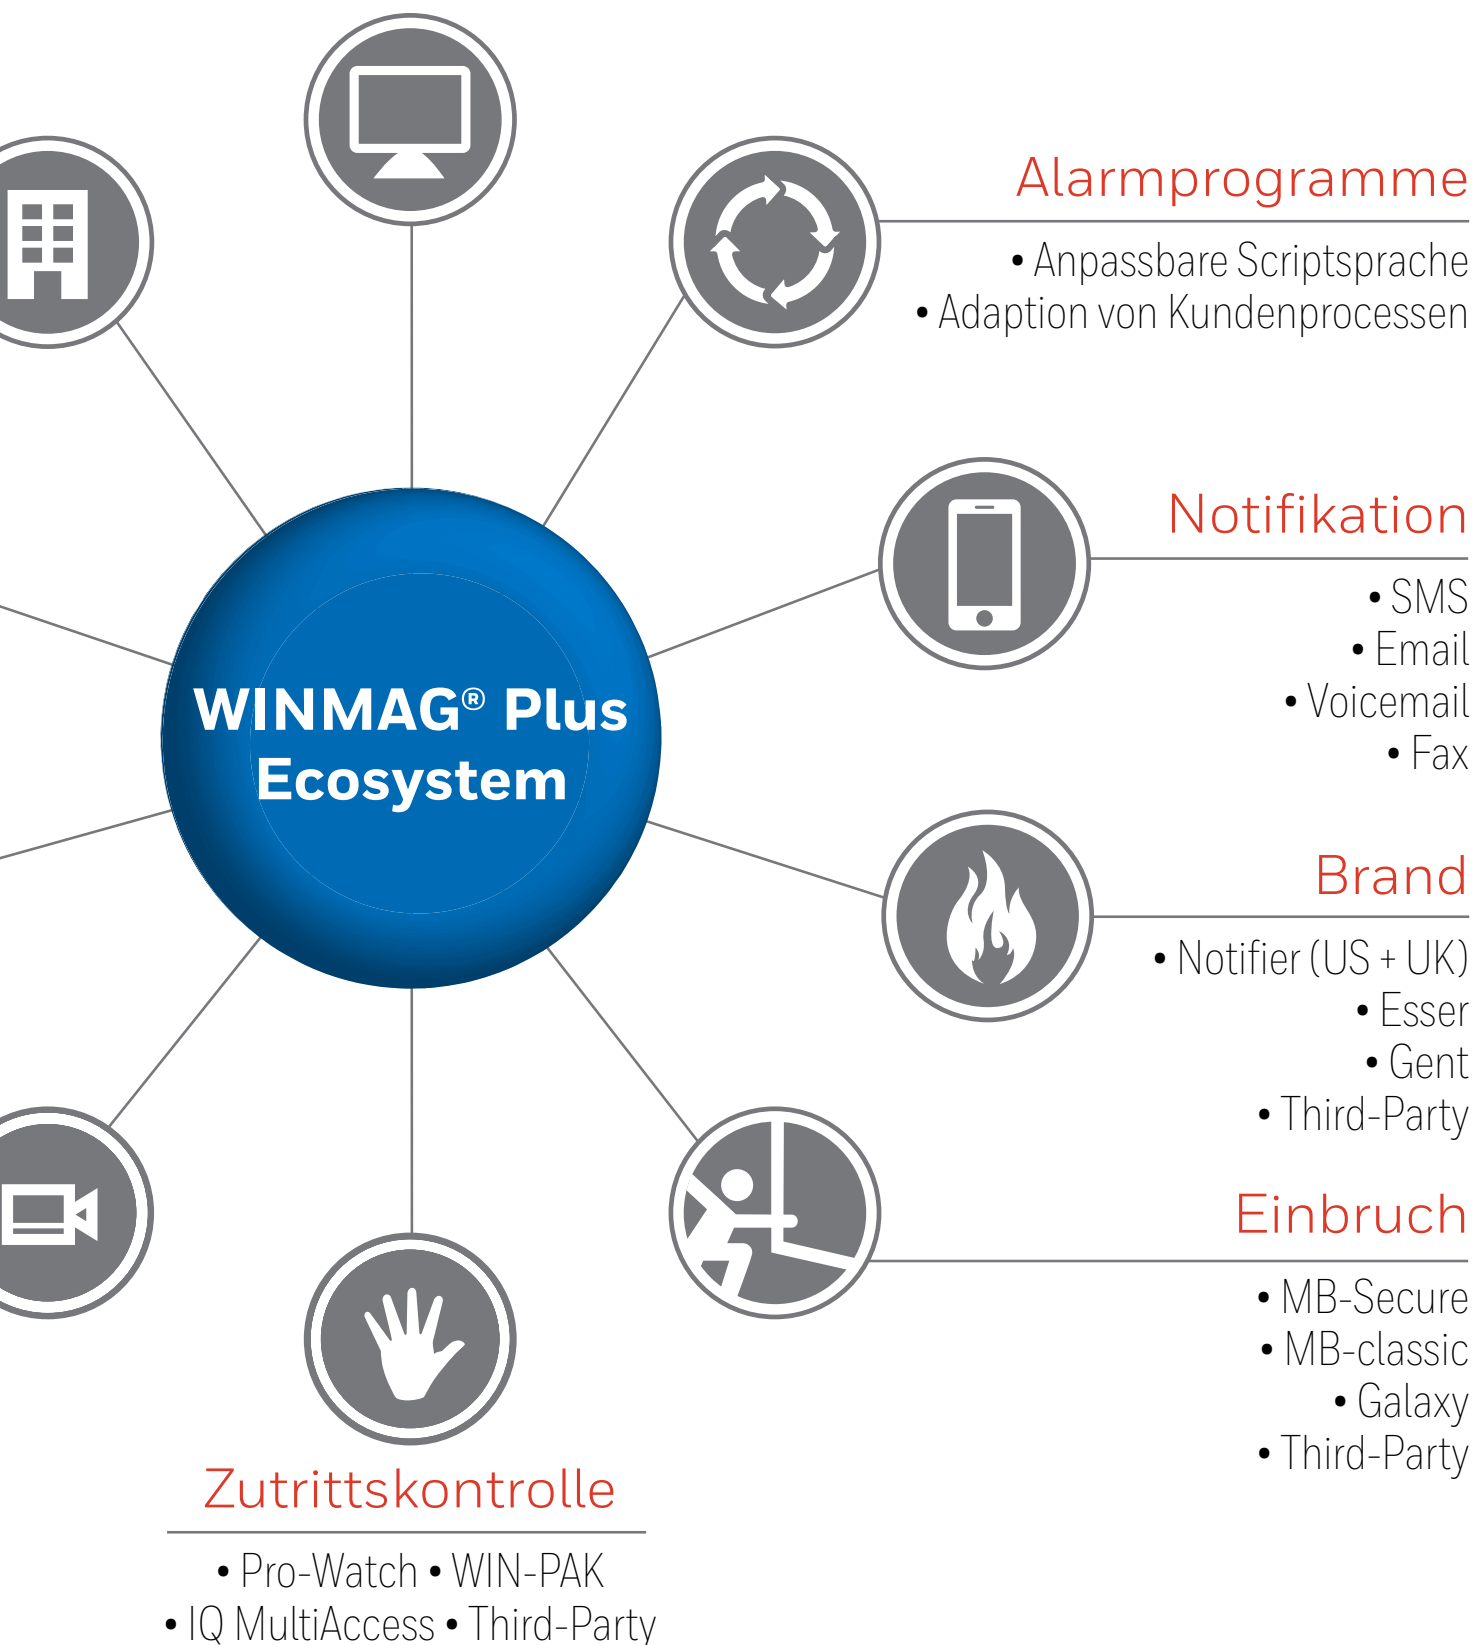 Alarmprogramme
• Anpassbare Scriptsprache
• Adaption von Kundenprocessen
Notifikation
• SMS
• Email
• Voicemail
• Fax
WINMAG® Plus
Ecosystem
Brand
• Notifier (US + UK)
• Esser
• Gent
• Third-Party
Einbruch
• MB-Secure
• MB-classic
• Galaxy
• Third-Party
Zutrittskontrolle
• Pro-Watch • WIN-PAK
• IQ MultiAccess • Third-Party